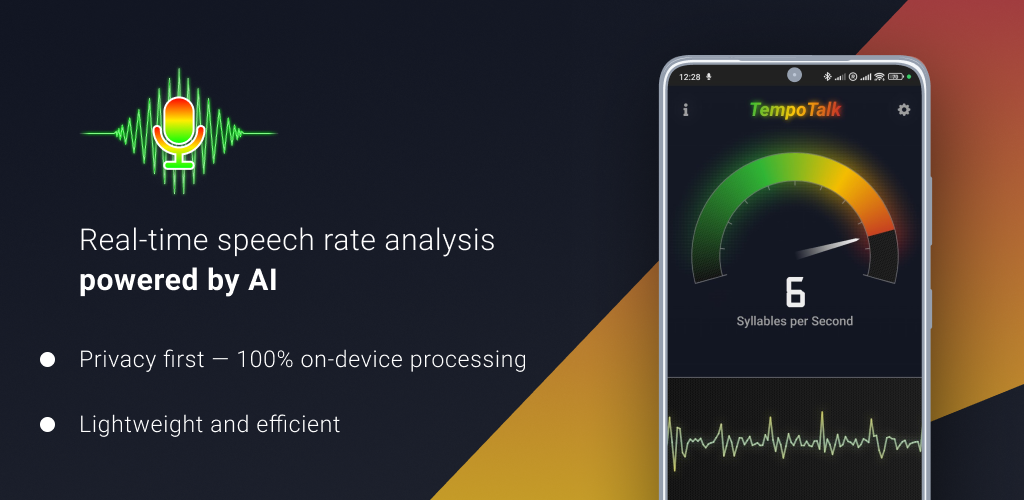 Real-time speech rate analysis
powered by AI
Privacy first — 100% on-device processing
Lightweight and efficient
12:28
TempoTalk
6
Syllables per Second